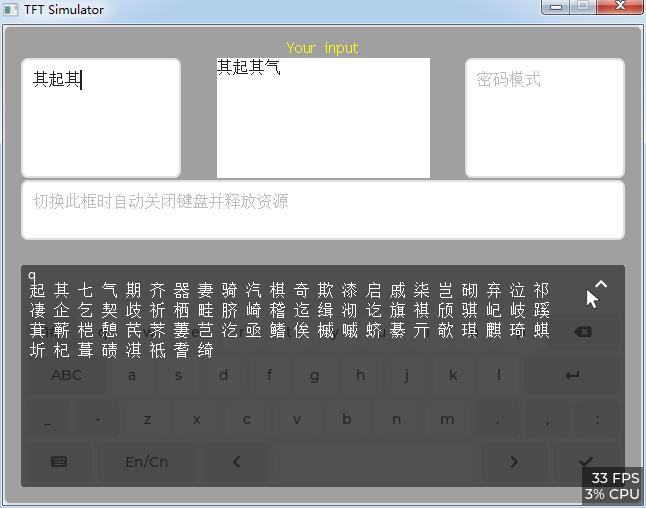 TFT Simulator
Your input
其起其
其起其气
密码模式
切换此框时自动关闭键盘并释放资源
q
起 其 七 气 期 齐 器 妻 骑 汽 棋 奇 欺 漆 启 戚 柒 岂 砌 弃 泣 祁
凄 企 乞 契 歧 祈 栖 畦 脐 崎 稽 迄 缉 沏 讫 旗 祺 颀 骐 屺 岐 蹊
萁 蕲 桤 憩 芪 荠 萋 芑 汔 亟 鳍 俟 槭 嘁 蛴 綦 亓 欹 琪 麒 琦 蜞
圻 杞 葺 碛 淇 祗 耆 绮
ABC a s d f g h j k l
_ - z x c v b n m . , :
En/Cn
33 FPS
3% CPU